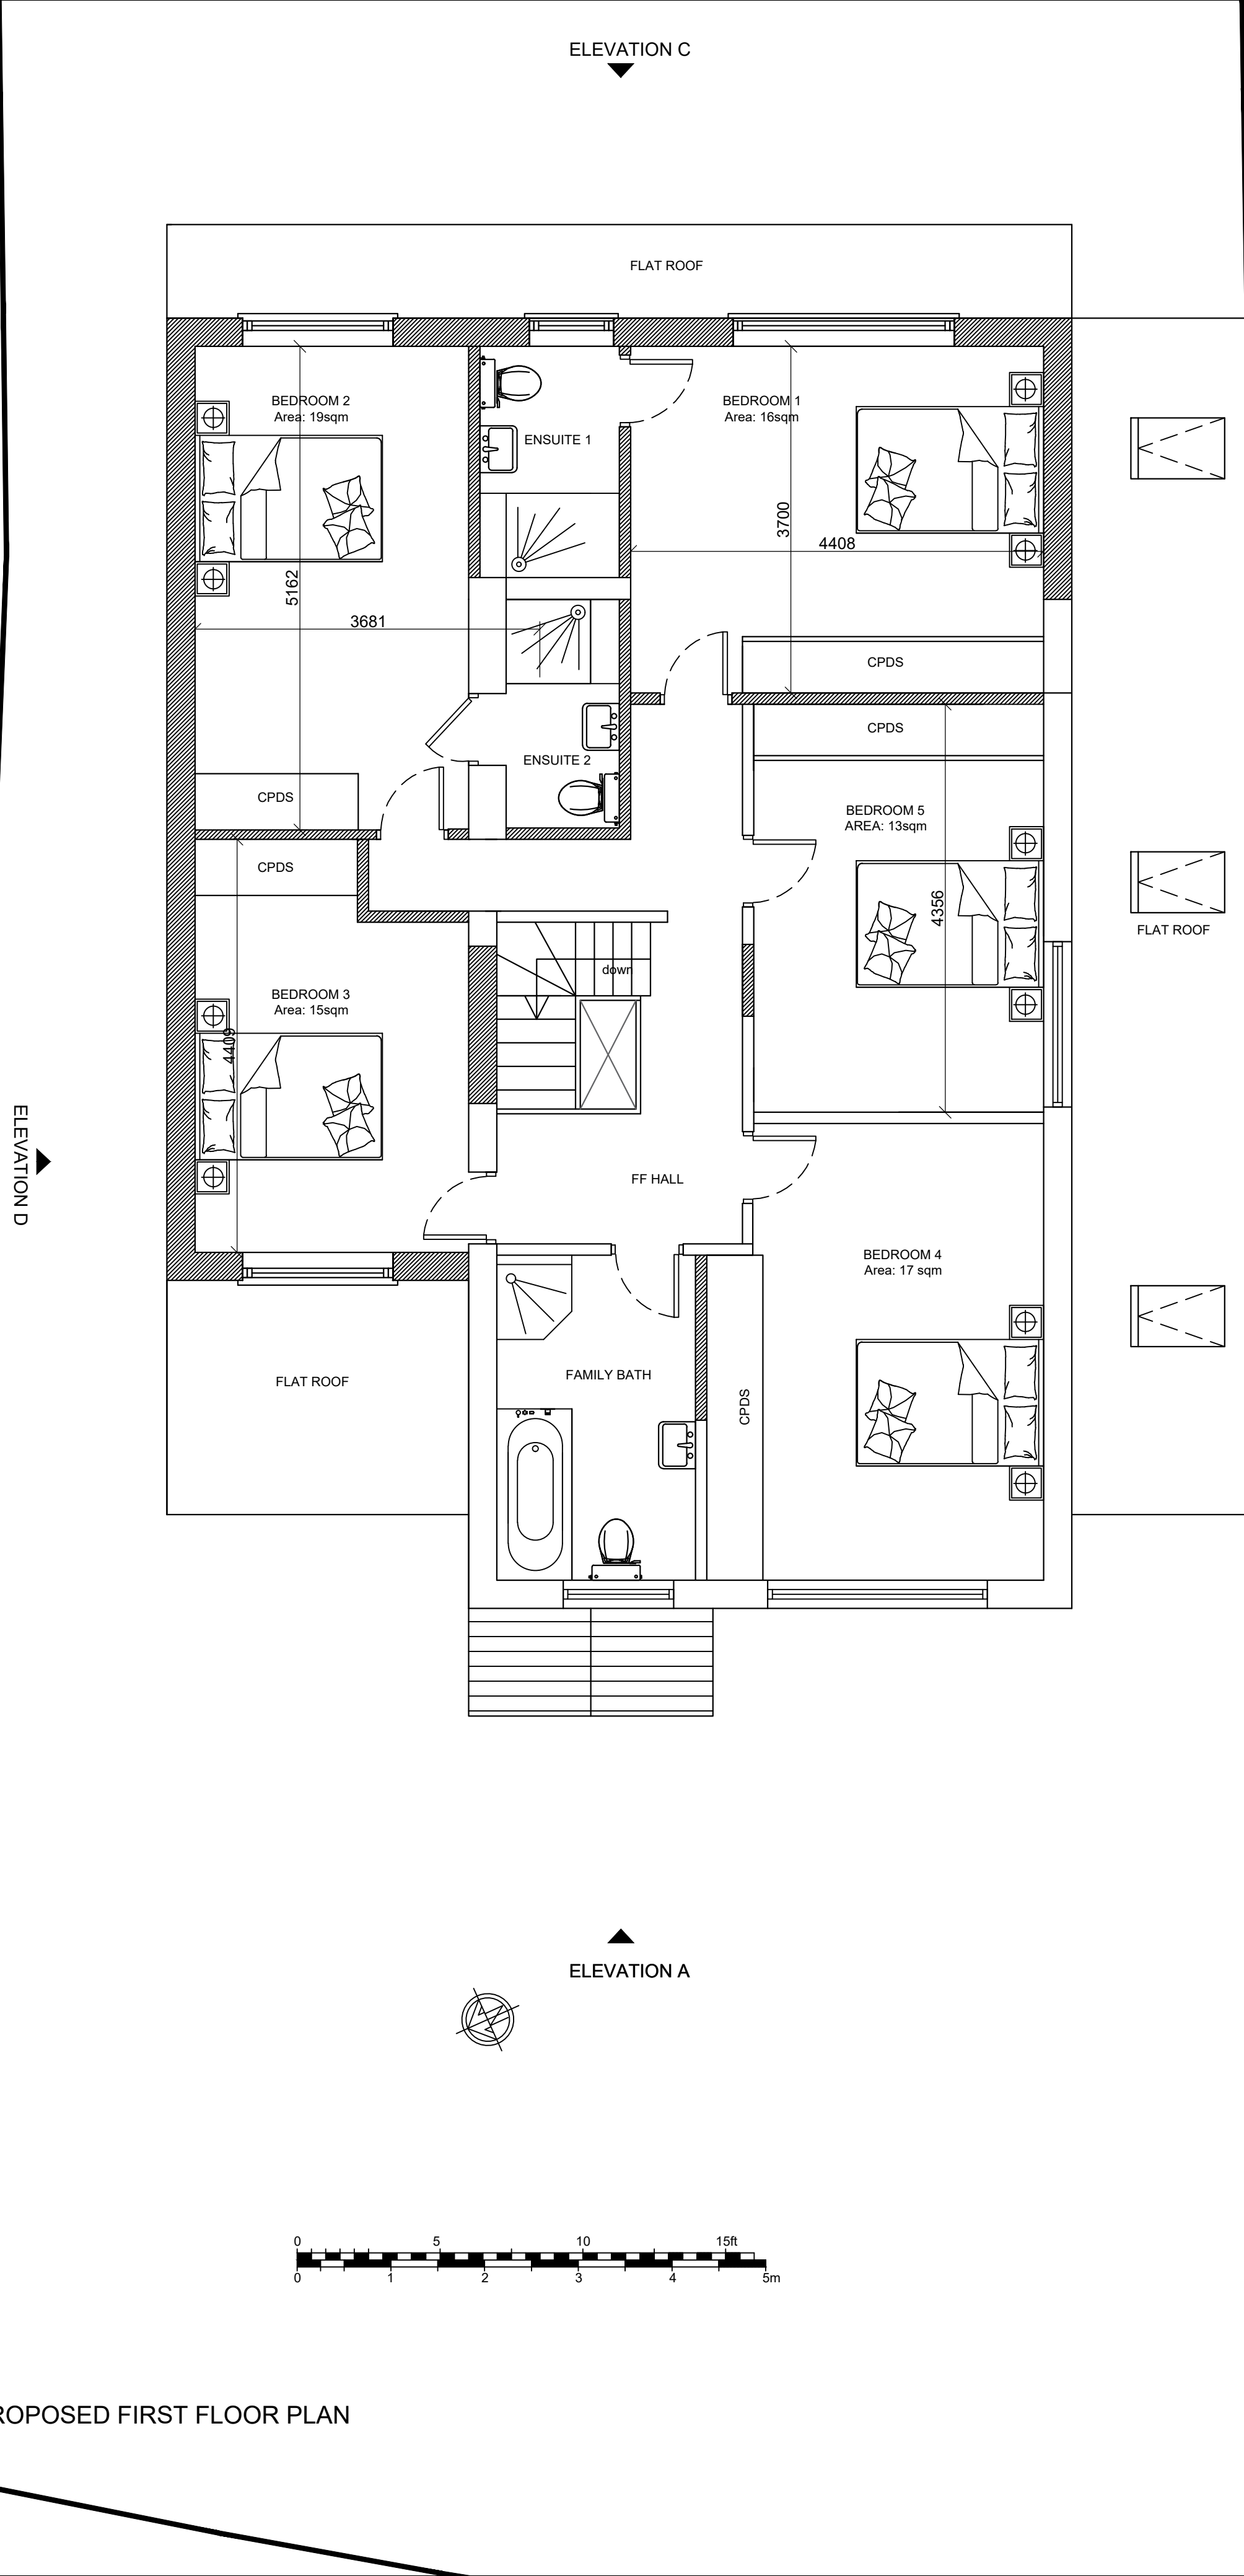 ELEVATION C
FLAT ROOF
BEDROOM 2
Area: 19sqm
ENSUITE 1
BEDROOM 1
Area: 16sqm
3700
4408
5162
3681
CPDS
CPDS
ENSUITE 2
CPDS
CPDS
BEDROOM 5
AREA: 13sqm
4356
FLAT ROOF
down
BEDROOM 3
Area: 15sqm
4409
ELEVATION D
FF HALL
BEDROOM 4
Area: 17 sqm
FLAT ROOF
FAMILY BATH
CPDS
ELEVATION A
N
0 5 10 15ft
0 1 2 3 4 5m
ROPOSED FIRST FLOOR PLAN